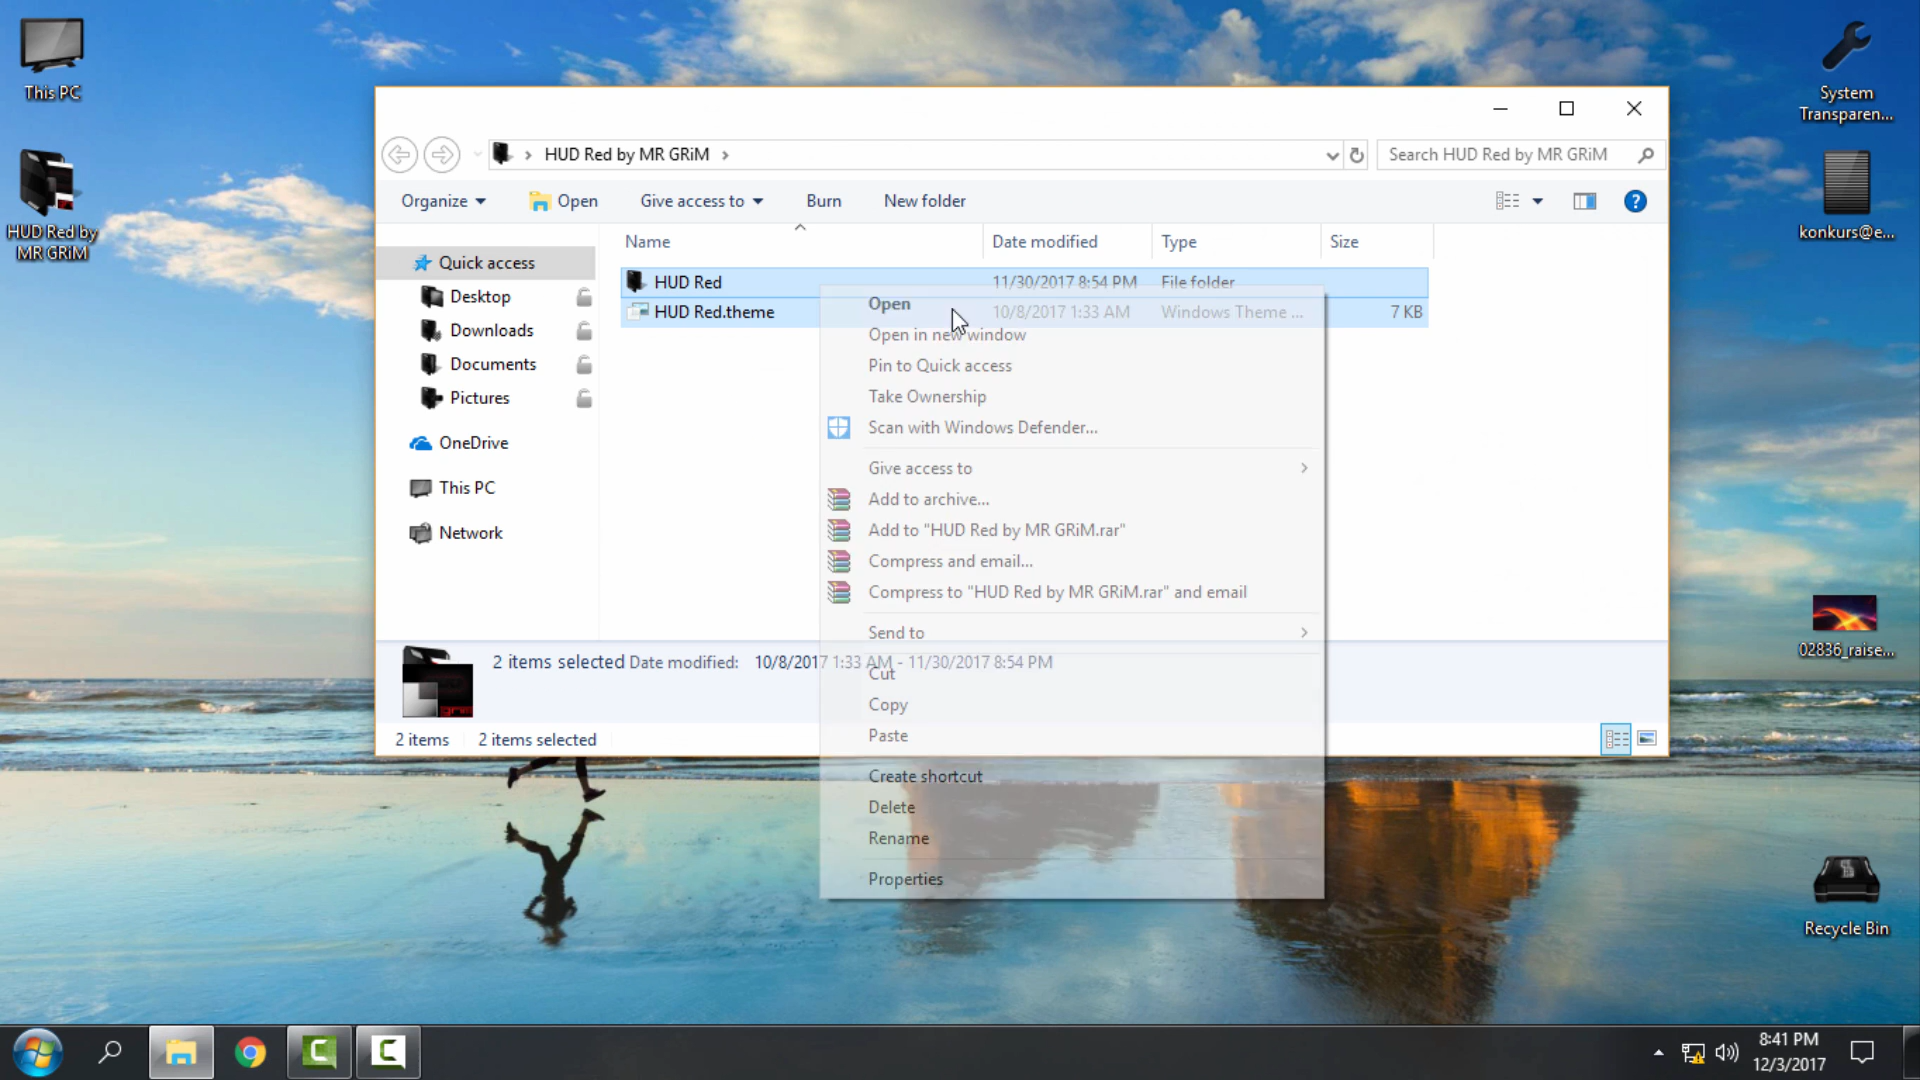 This PC
HUD Red by
MR GRiM
System
Transparen...
konkurs@e...
02836_raise...
Recycle Bin
HUD Red by MR GRiM
Search HUD Red by MR GRiM
Organize
Open
Give access to
Burn
New folder
Name
Date modified
Type
Size
Quick access
Desktop
Downloads
Documents
Pictures
OneDrive
This PC
Network
HUD Red 11/30/2017 8:54 PM File folder
HUD Red.theme 10/8/2017 1:33 AM Windows Theme ... 7 KB
Open
Open in new window
Pin to Quick access
Take Ownership
Scan with Windows Defender...
Give access to
Add to archive...
Add to "HUD Red by MR GRiM.rar"
Compress and email...
Compress to "HUD Red by MR GRiM.rar" and email
Send to
Cut
Copy
Paste
Create shortcut
Delete
Rename
Properties
2 items selected Date modified: 10/8/2017 1:33 AM - 11/30/2017 8:54 PM
2 items 2 items selected
8:41 PM
12/3/2017